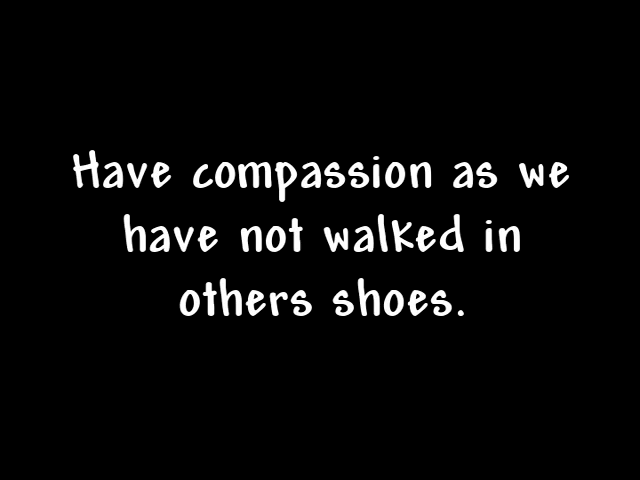 Have compassion as we
have not walked in
others shoes.